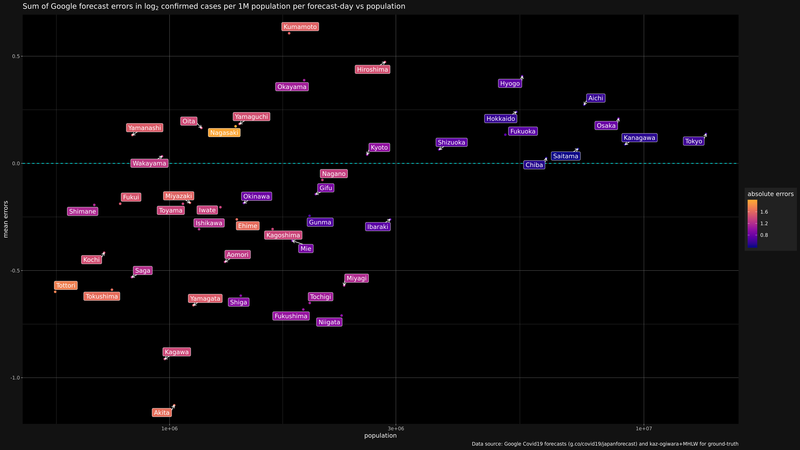 Sum of Google forecast errors in log₂ confirmed cases per 1M population per forecast-day vs population
Kumamoto
0.5
Hiroshima
Okayama
Hyogo
Aichi
Oita
Yamaguchi
Hokkaido
Yamanashi
Nagasaki
Fukuoka
Osaka
Kyoto
Shizuoka
Kanagawa
Tokyo
0.0
Wakayama
Chiba
Saitama
Nagano
Gifu
Fukui
Miyazaki
Okinawa
Shimane
Toyama
Iwate
Ishikawa
Ehime
Gunma
Ibaraki
Kagoshima
Mie
Kochi
Aomori
-0.5
Saga
Miyagi
Tottori
Tokushima
Yamagata
Shiga
Tochigi
Fukushima
Niigata
Kagawa
-1.0
Akita
mean errors
1e+06
3e+06
1e+07
population
absolute errors
1.6
1.2
0.8
Data source: Google Covid19 forecasts (g.co/covid19/japanforecast) and kaz-ogiwara+MHLW for ground-truth